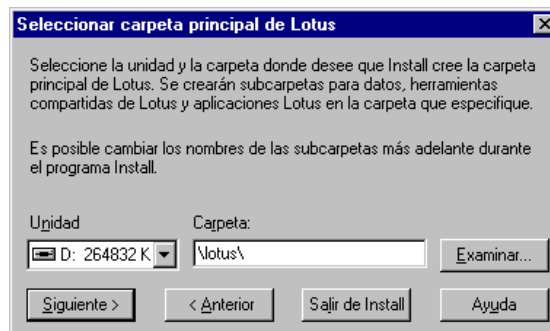 Seleccionar carpeta principal de Lotus
Seleccione la unidad y la carpeta donde desee que Install cree la carpeta
principal de Lotus. Se crearán subcarpetas para datos, herramientas
compartidas de Lotus y aplicaciones Lotus en la carpeta que especifique.
Es posible cambiar los nombres de las subcarpetas más adelante durante
el programa Install.
Unidad Carpeta:
D: 264832 K \lotus\ Examinar...
Siguiente > < Anterior Salir de Install Ayuda